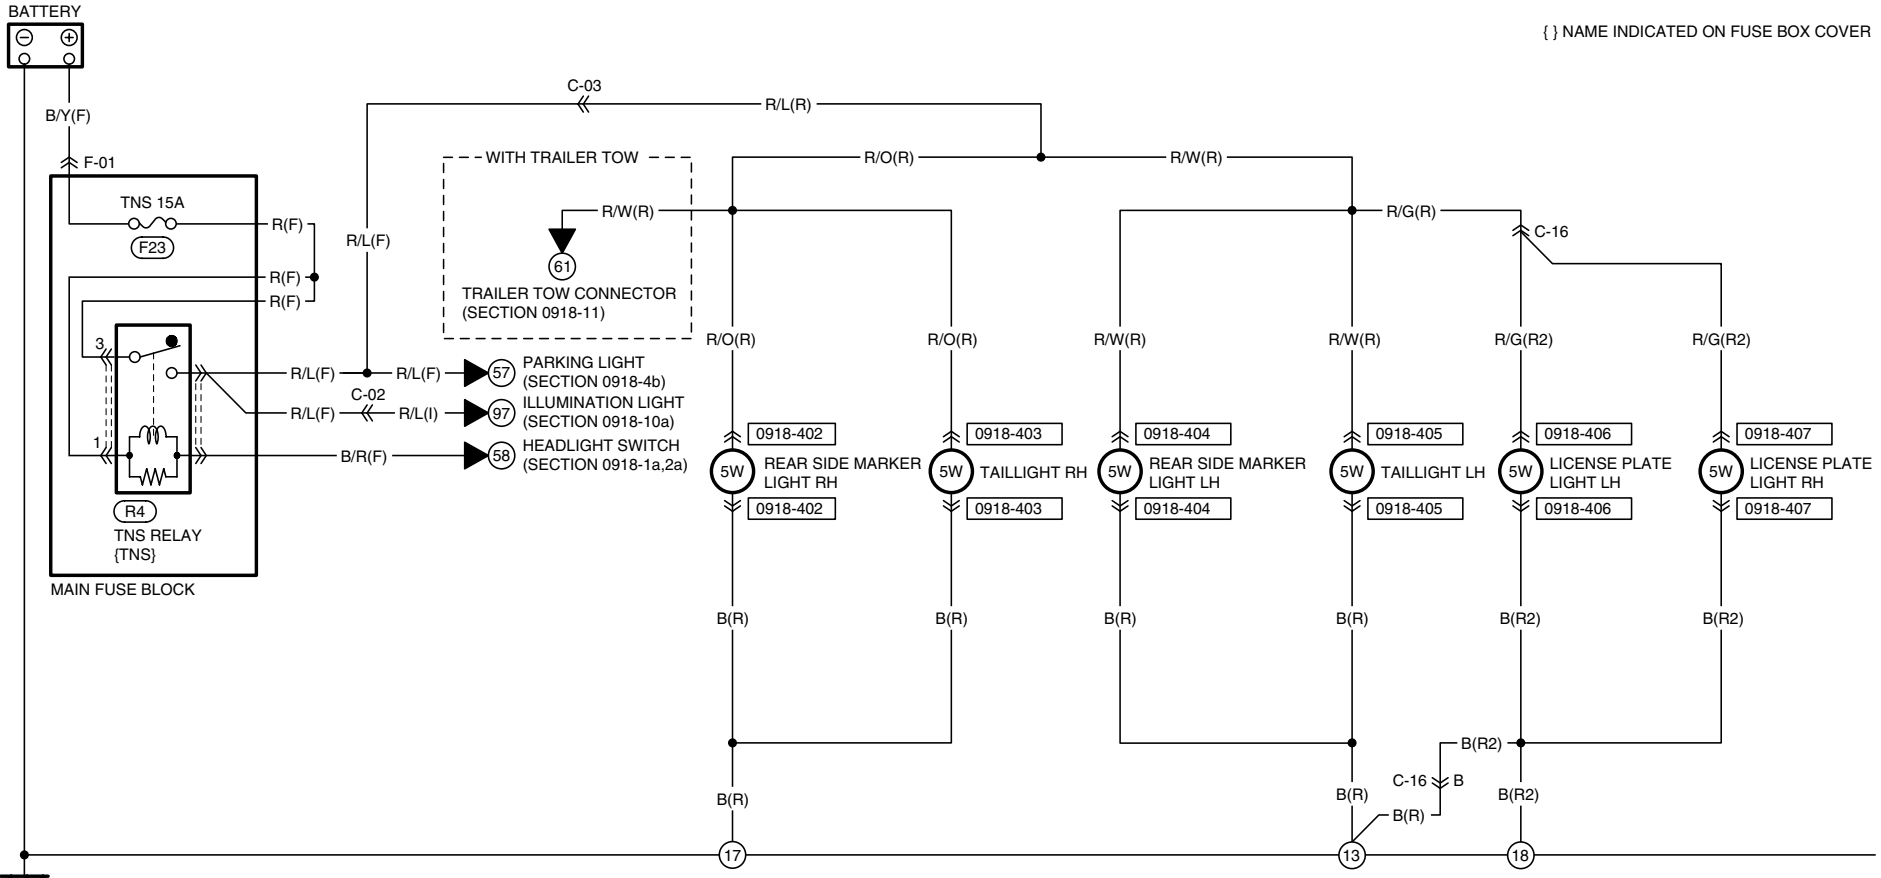 BATTERY
{ } NAME INDICATED ON FUSE BOX COVER
C-03
R/L(R)
B/Y(F)
F-01
WITH TRAILER TOW
R/O(R)
R/W(R)
TNS 15A
R(F)
F23
R/L(F)
R/W(R)
R/G(R)
C-16
61
R(F)
R(F)
TRAILER TOW CONNECTOR
(SECTION 0918-11)
R/O(R)
R/O(R)
R/W(R)
R/W(R)
R/G(R2)
R/G(R2)
3
R/L(F)
R/L(F)
57
PARKING LIGHT
(SECTION 0918-4b)
C-02
R/L(F)
R/L(I)
97
ILLUMINATION LIGHT
(SECTION 0918-10a)
1
B/R(F)
58
HEADLIGHT SWITCH
(SECTION 0918-1a,2a)
0918-402
0918-403
0918-404
0918-405
0918-406
0918-407
5W
REAR SIDE MARKER
LIGHT RH
5W
TAILLIGHT RH
5W
REAR SIDE MARKER
LIGHT LH
5W
TAILLIGHT LH
5W
LICENSE PLATE
LIGHT LH
5W
LICENSE PLATE
LIGHT RH
0918-402
0918-403
0918-404
0918-405
0918-406
0918-407
R4
TNS RELAY
{TNS}
MAIN FUSE BLOCK
B(R)
B(R)
B(R)
B(R)
B(R2)
B(R2)
B(R2)
C-16
B
B(R)
B(R)
B(R2)
B(R)
17
13
18